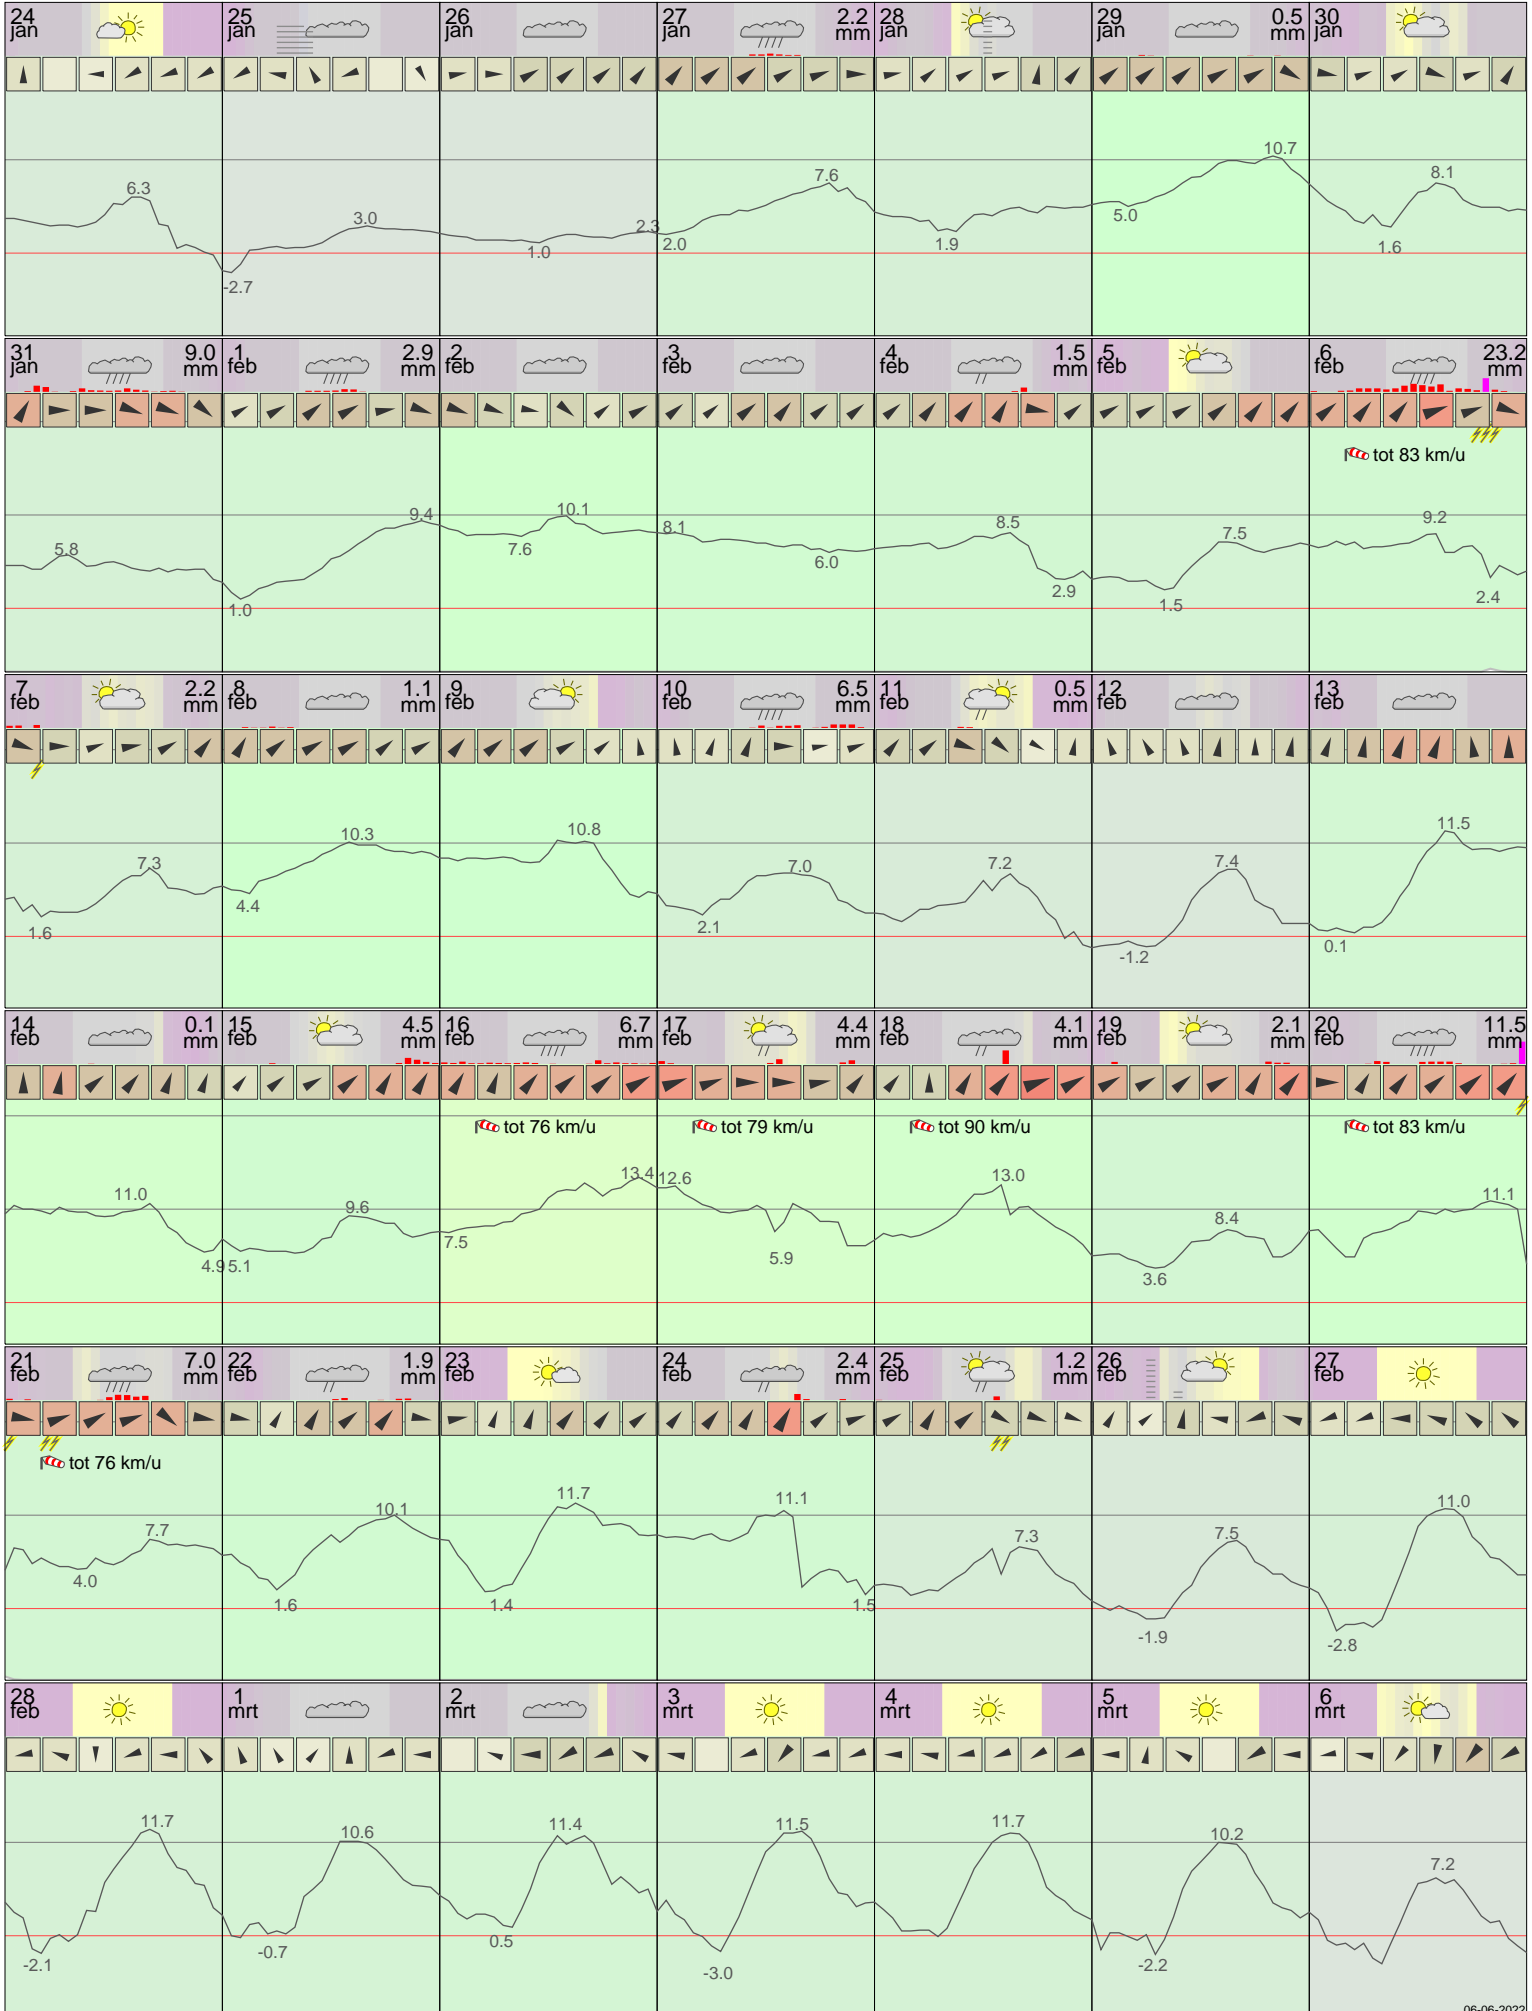 24 jan
25 jan
26 jan
27 jan 2.2 mm
28 jan
29 jan 0.5 mm
30 jan
6.3
-2.7
3.0
1.0
2.3
2.0
7.6
1.9
5.0
10.7
1.6
8.1
31 jan 9.0 mm
1 feb 2.9 mm
2 feb
3 feb
4 feb 1.5 mm
5 feb
6 feb 23.2 mm
tot 83 km/u
5.8
1.0
9.4
7.6
10.1
8.1
6.0
8.5
2.9
1.5
7.5
9.2
2.4
7 feb 2.2 mm
8 feb 1.1 mm
9 feb
10 feb 6.5 mm
11 feb 0.5 mm
12 feb
13 feb
1.6
7.3
4.4
10.3
10.8
2.1
7.0
7.2
-1.2
7.4
0.1
11.5
14 feb 0.1 mm
15 feb 4.5 mm
16 feb 6.7 mm
17 feb 4.4 mm
18 feb 4.1 mm
19 feb 2.1 mm
20 feb 11.5 mm
tot 76 km/u
tot 79 km/u
tot 90 km/u
tot 83 km/u
11.0
4.9
5.1
9.6
7.5
13.4
12.6
5.9
13.0
3.6
8.4
11.1
21 feb 7.0 mm
22 feb 1.9 mm
23 feb
24 feb 2.4 mm
25 feb 1.2 mm
26 feb
27 feb
tot 76 km/u
4.0
7.7
1.6
10.1
1.4
11.7
11.1
1.5
7.3
-1.9
7.5
-2.8
11.0
28 feb
1 mrt
2 mrt
3 mrt
4 mrt
5 mrt
6 mrt
-2.1
11.7
-0.7
10.6
0.5
11.4
-3.0
11.5
11.7
-2.2
10.2
7.2
06-06-2022